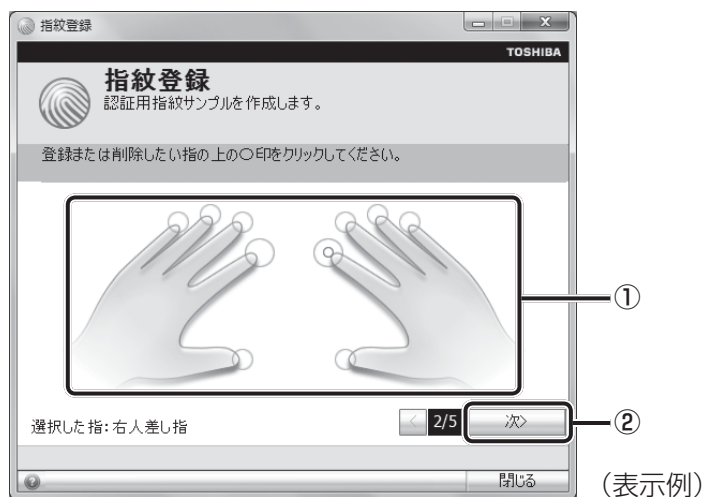 指紋登録
TOSHIBA
指紋登録
認証用指紋サンプルを作成します。
登録または削除したい指の上の○印をクリックしてください。
①
選択した指:右人差し指
< 2/5 次> ②
閉じる
(表示例)